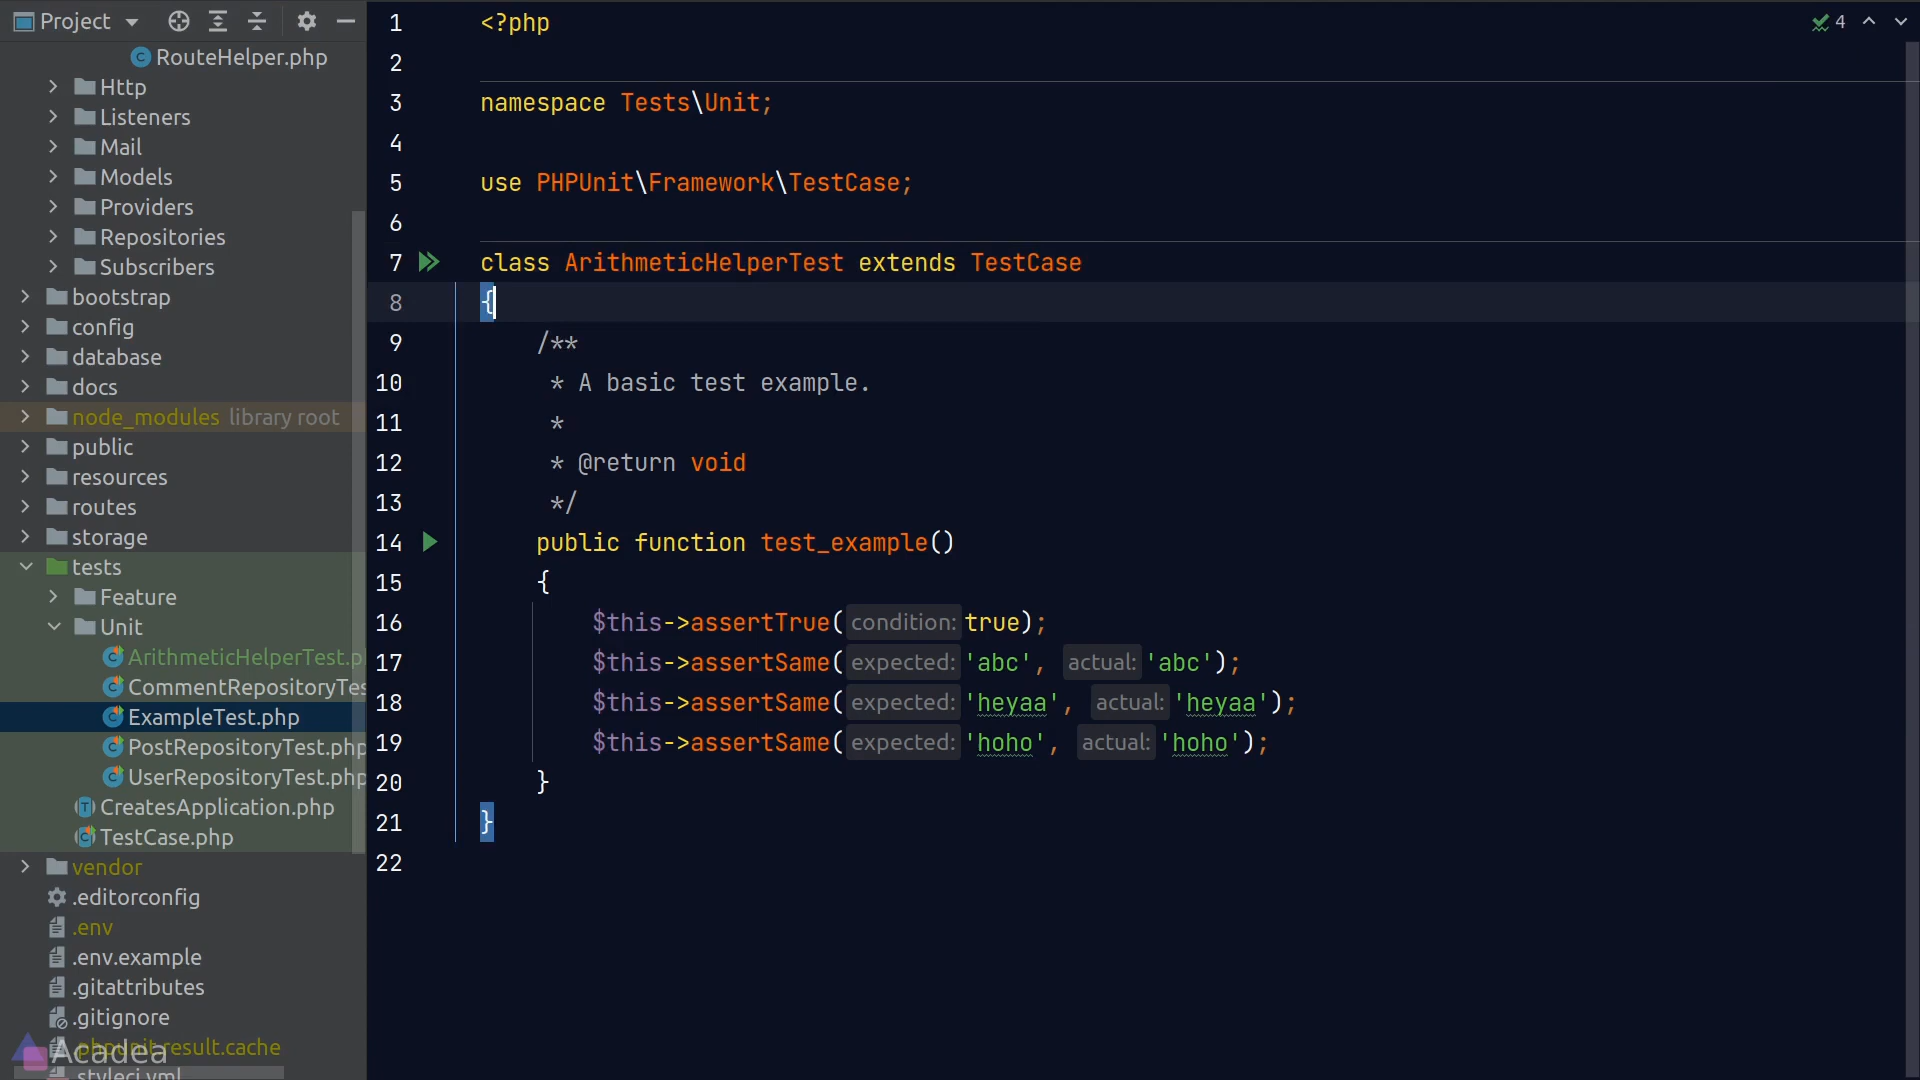 Project
RouteHelper.php
Http
Listeners
Mail
Models
Providers
Repositories
Subscribers
bootstrap
config
database
docs
node_modules library root
public
resources
routes
storage
tests
Feature
Unit
ArithmeticHelperTest.p
CommentRepositoryTes
ExampleTest.php
PostRepositoryTest.php
UserRepositoryTest.php
CreatesApplication.php
TestCase.php
vendor
.editorconfig
.env
.env.example
.gitattributes
.gitignore
.phpunit.result.cache
Acadea
.styleci.yml
4
1 <?php
2
3 namespace Tests\Unit;
4
5 use PHPUnit\Framework\TestCase;
6
7 class ArithmeticHelperTest extends TestCase
8 {
9 /**
10 * A basic test example.
11 *
12 * @return void
13 */
14 public function test_example()
15 {
16 $this->assertTrue( condition: true);
17 $this->assertSame( expected: 'abc', actual: 'abc');
18 $this->assertSame( expected: 'heyaa', actual: 'heyaa');
19 $this->assertSame( expected: 'hoho', actual: 'hoho');
20 }
21 }
22